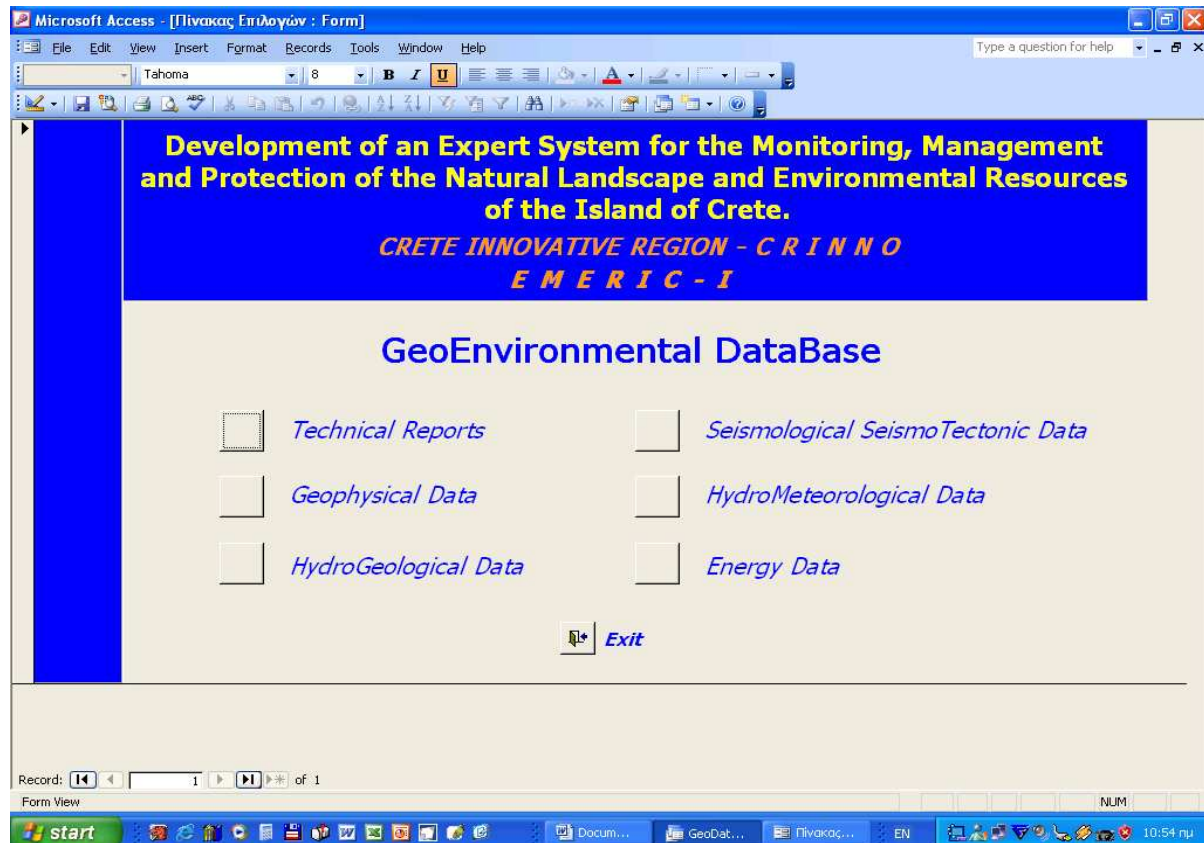 Microsoft Access - [Πίνακας Επιλογών : Form]
File Edit View Insert Format Records Tools Window Help
Type a question for help
Tahoma 8 B I U A
ABC
Development of an Expert System for the Monitoring, Management
and Protection of the Natural Landscape and Environmental Resources
of the Island of Crete.
CRETE INNOVATIVE REGION - C R I N N O
E M E R I C - I
GeoEnvironmental DataBase
Technical Reports
Seismological SeismoTectonic Data
Geophysical Data
HydroMeteorological Data
HydroGeological Data
Energy Data
Exit
Record: 1 of 1
Form View
NUM
start
Docum...
GeoDat...
Πίνακας...
EN
10:54 πμ